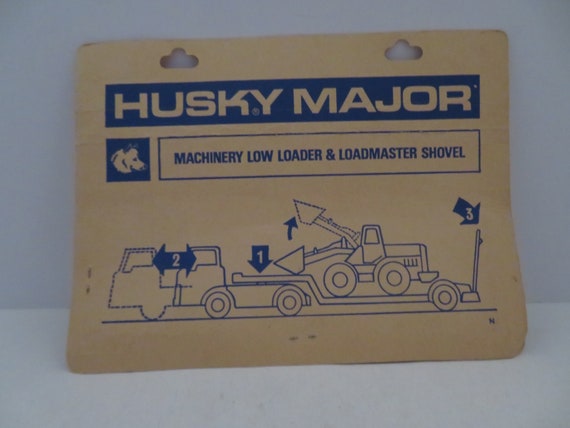 HUSKY® MAJOR
MACHINERY LOW LOADER & LOADMASTER SHOVEL
3
1
2
N